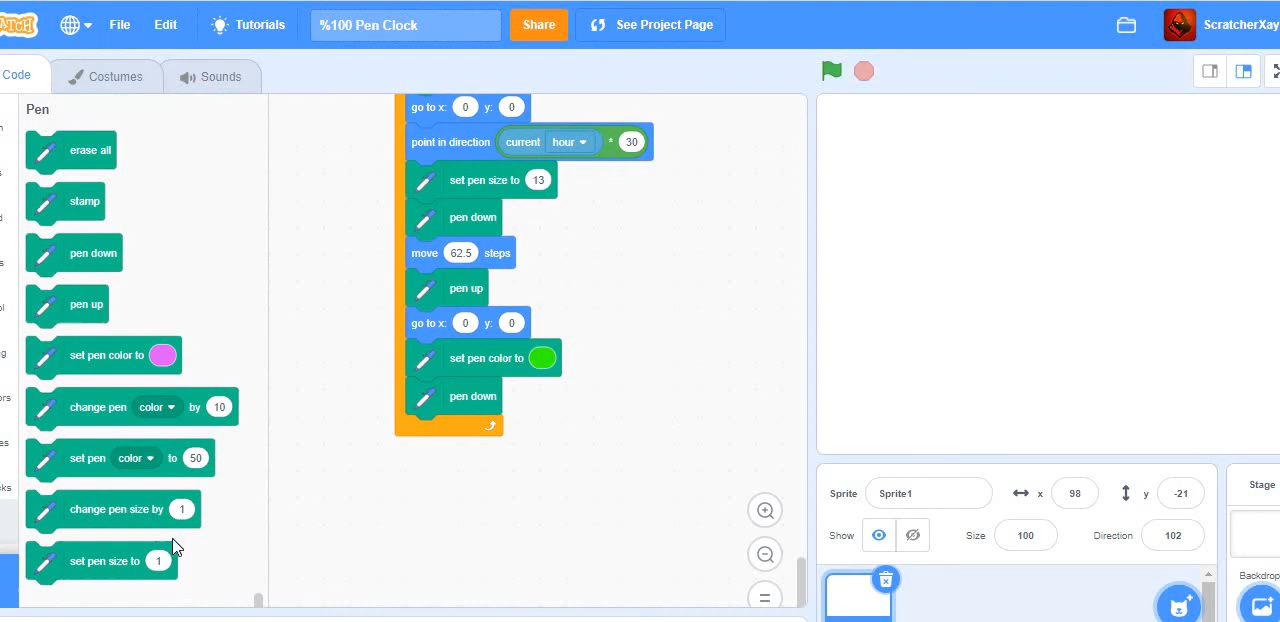 File Edit Tutorials %100 Pen Clock Share See Project Page ScratcherXay
Code Costumes Sounds
Pen
erase all
stamp
pen down
pen up
set pen color to
change pen color by 10
set pen color to 50
change pen size by 1
set pen size to 1
go to x: 0 y: 0
point in direction current hour * 30
set pen size to 13
pen down
move 62.5 steps
pen up
go to x: 0 y: 0
set pen color to
pen down
Sprite Sprite1 x 98 y -21
Show Size 100 Direction 102
Stage
Backdrop